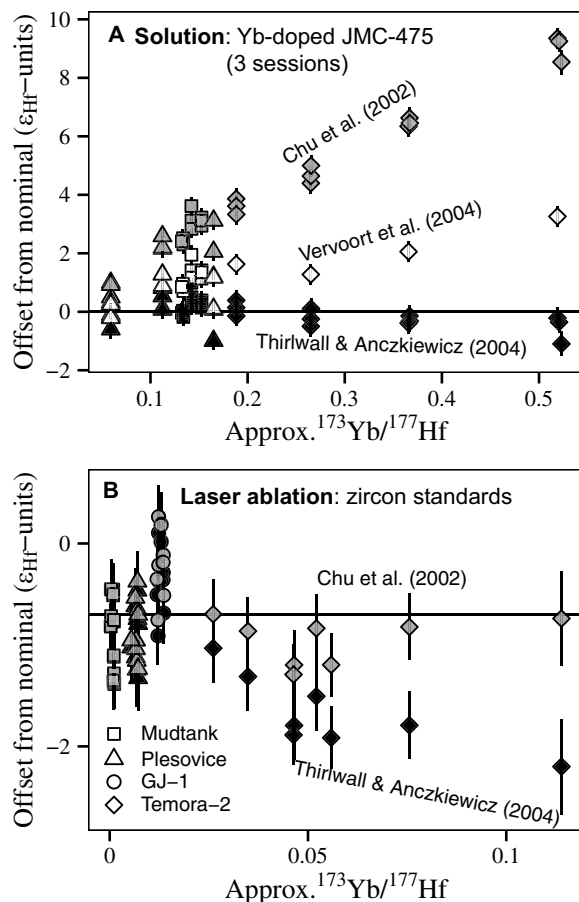 A Solution: Yb-doped JMC-475
(3 sessions)
10
8
6
4
2
0
−2
Offset from nominal (εHf−units)
Chu et al. (2002)
Vervoort et al. (2004)
Thirlwall & Anczkiewicz (2004)
0.1 0.2 0.3 0.4 0.5
Approx.¹⁷³Yb/¹⁷⁷Hf
B Laser ablation: zircon standards
0
−2
Offset from nominal (εHf−units)
Chu et al. (2002)
Mudtank
Plesovice
GJ−1
Temora−2
Thirlwall & Anczkiewicz (2004)
0 0.05 0.1
Approx.¹⁷³Yb/¹⁷⁷Hf